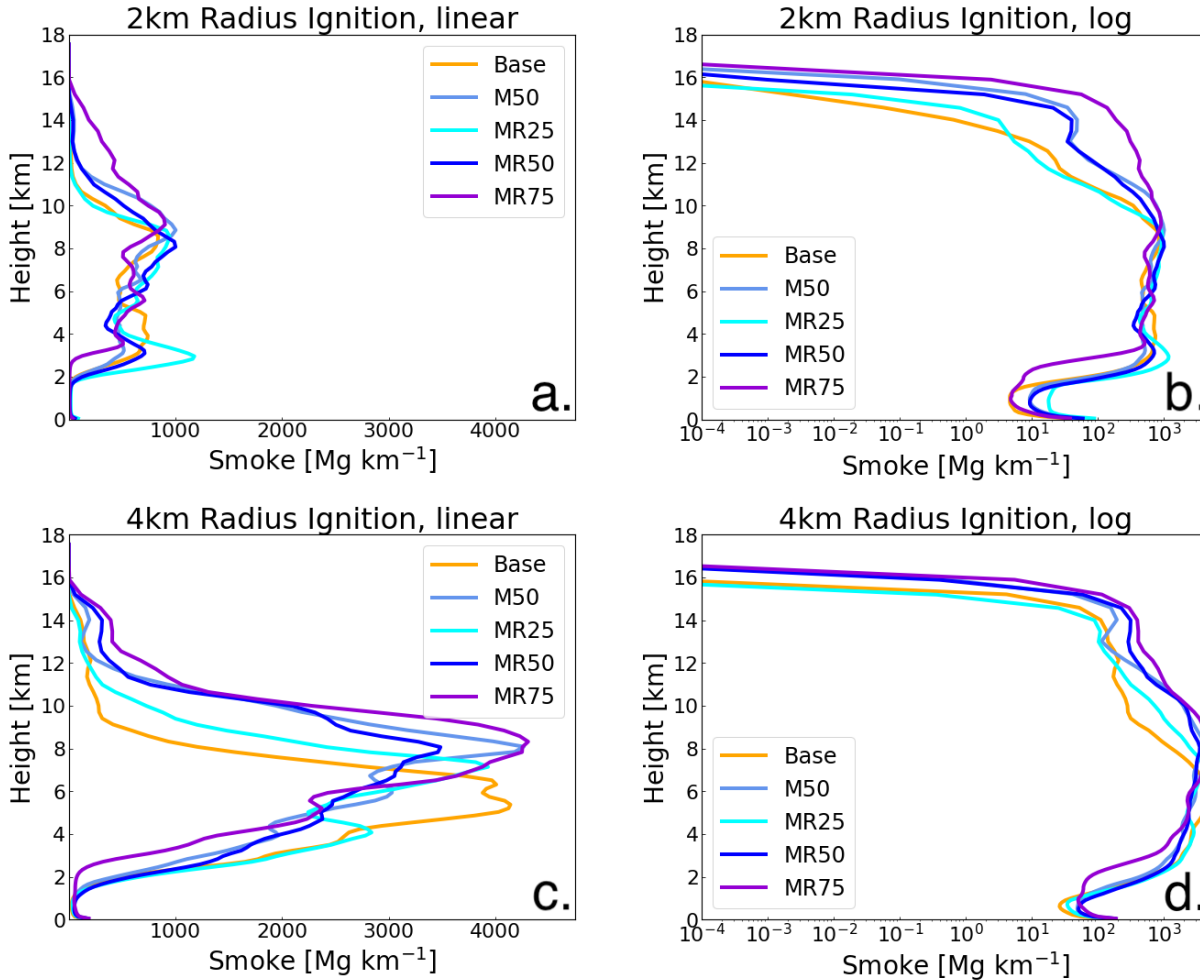 2km Radius Ignition, linear
18
16
14
12
10
8
6
4
2
0
Height [km]
Base
M50
MR25
MR50
MR75
a.
1000 2000 3000 4000
Smoke [Mg km⁻¹]
2km Radius Ignition, log
18
16
14
12
10
8
6
4
2
0
Height [km]
Base
M50
MR25
MR50
MR75
b.
10⁻⁴ 10⁻³ 10⁻² 10⁻¹ 10⁰ 10¹ 10² 10³
Smoke [Mg km⁻¹]
4km Radius Ignition, linear
18
16
14
12
10
8
6
4
2
0
Height [km]
Base
M50
MR25
MR50
MR75
c.
1000 2000 3000 4000
Smoke [Mg km⁻¹]
4km Radius Ignition, log
18
16
14
12
10
8
6
4
2
0
Height [km]
Base
M50
MR25
MR50
MR75
d.
10⁻⁴ 10⁻³ 10⁻² 10⁻¹ 10⁰ 10¹ 10² 10³
Smoke [Mg km⁻¹]